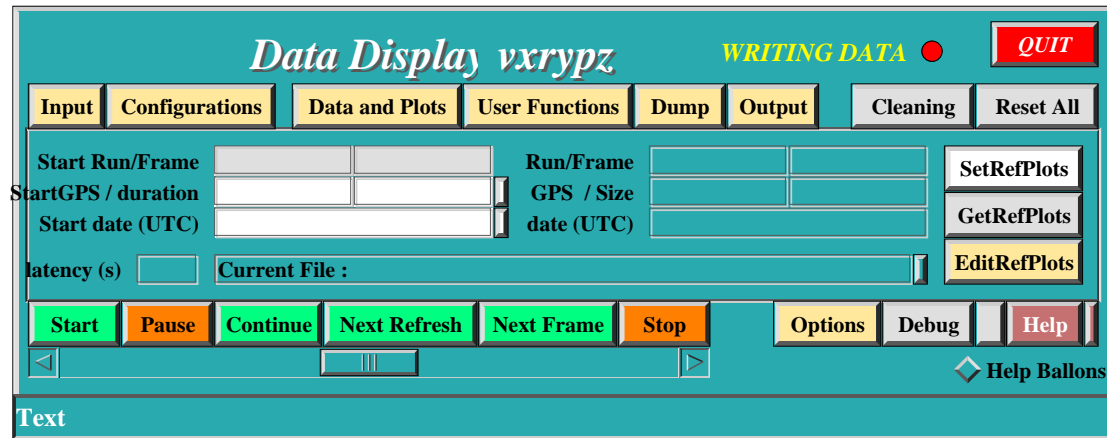 Data Display vxrypz WRITING DATA QUIT
Input Configurations Data and Plots User Functions Dump Output Cleaning Reset All
Start Run/Frame Run/Frame SetRefPlots
StartGPS / duration GPS / Size
Start date (UTC) date (UTC) GetRefPlots
latency (s) Current File : EditRefPlots
Start Pause Continue Next Refresh Next Frame Stop Options Debug Help
Help Ballons
Text